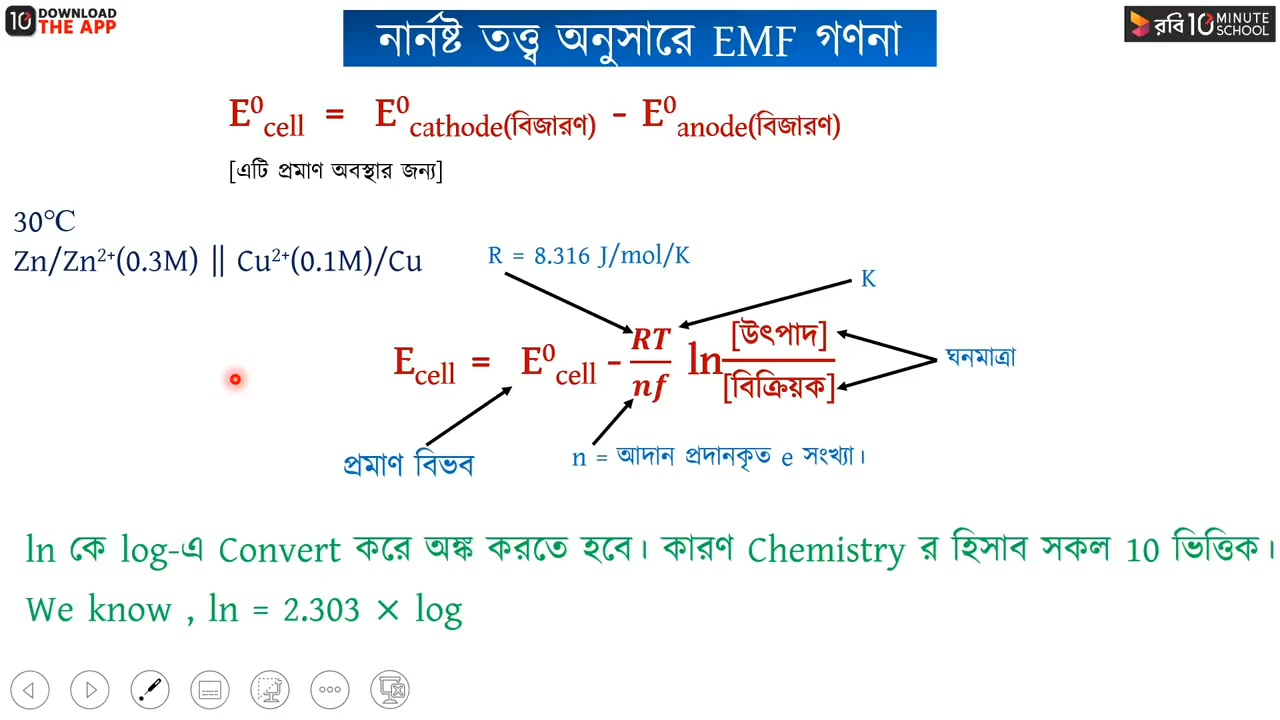 10 DOWNLOAD THE APP
নার্নষ্ট তত্ত্ব অনুসারে EMF গণনা
রবি 10 MINUTE SCHOOL
E⁰cell = E⁰cathode(বিজারণ) - E⁰anode(বিজারণ)
[এটি প্রমাণ অবস্থার জন্য]
30℃
Zn/Zn²⁺(0.3M) || Cu²⁺(0.1M)/Cu
R = 8.316 J/mol/K
K
Ecell = E⁰cell - RT/nf ln [উৎপাদ]/[বিক্রিয়ক]
ঘনমাত্রা
প্রমাণ বিভব
n = আদান প্রদানকৃত e সংখ্যা।
ln কে log-এ Convert করে অঙ্ক করতে হবে। কারণ Chemistry র হিসাব সকল 10 ভিত্তিক।
We know , ln = 2.303 × log